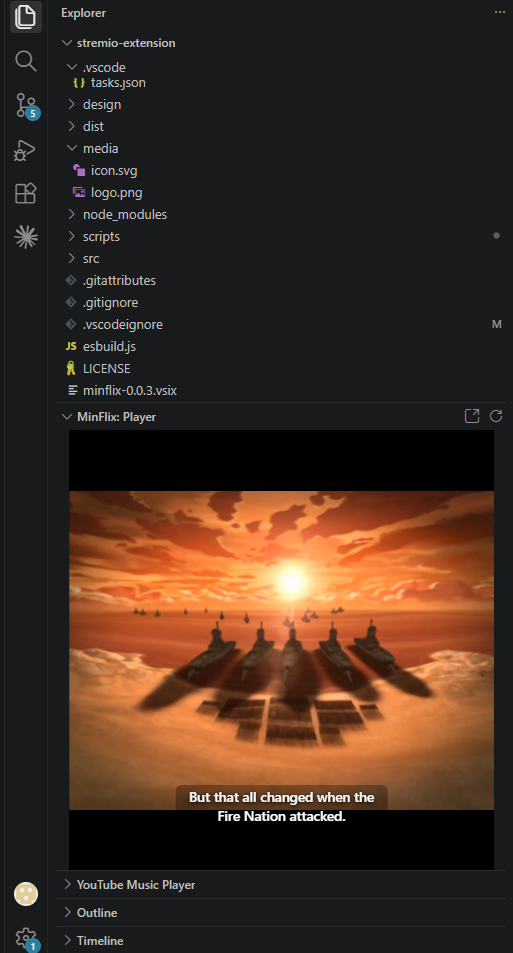 Explorer
stremio-extension
.vscode
tasks.json
design
dist
media
icon.svg
logo.png
node_modules
scripts
src
.gitattributes
.gitignore
.vscodeignore M
JS esbuild.js
LICENSE
minflix-0.0.3.vsix
MinFlix: Player
But that all changed when the
Fire Nation attacked.
YouTube Music Player
Outline
Timeline
5
1